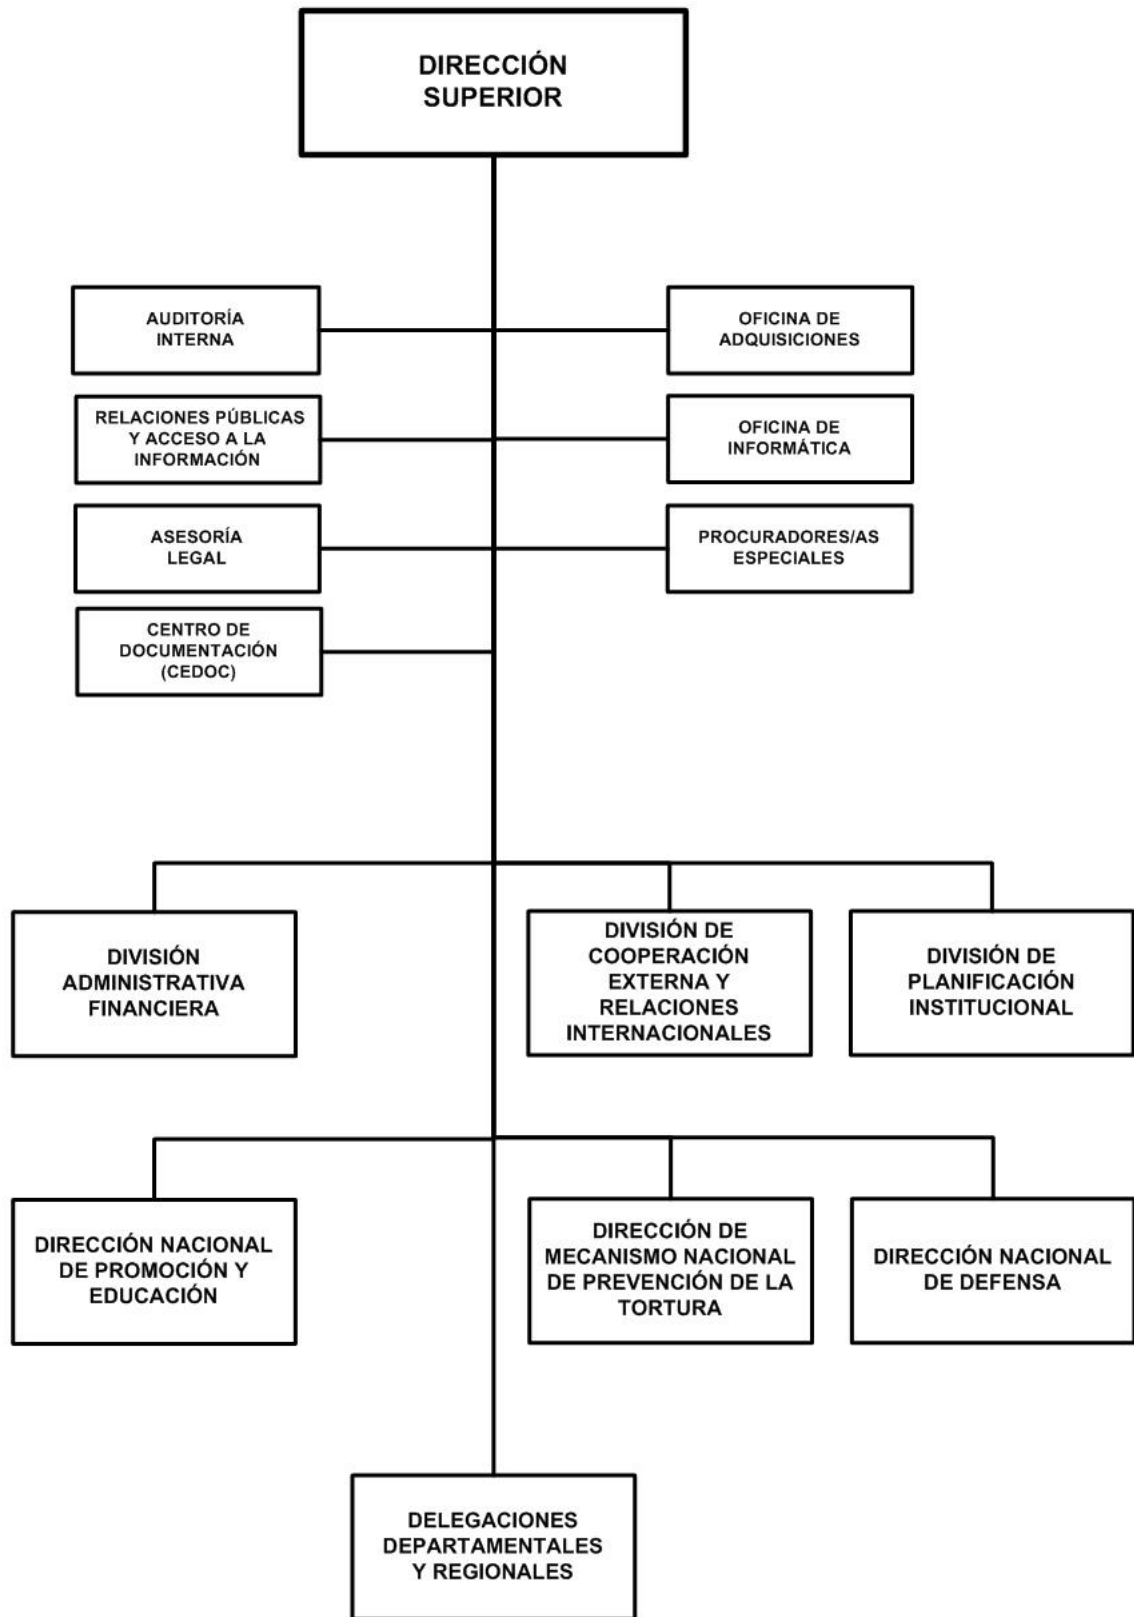 DIRECCIÓN
SUPERIOR
AUDITORÍA
INTERNA
OFICINA DE
ADQUISICIONES
RELACIONES PÚBLICAS
Y ACCESO A LA
INFORMACIÓN
OFICINA DE
INFORMÁTICA
ASESORÍA
LEGAL
PROCURADORES/AS
ESPECIALES
CENTRO DE
DOCUMENTACIÓN
(CEDOC)
DIVISIÓN
ADMINISTRATIVA
FINANCIERA
DIVISIÓN DE
COOPERACIÓN
EXTERNA Y
RELACIONES
INTERNACIONALES
DIVISIÓN DE
PLANIFICACIÓN
INSTITUCIONAL
DIRECCIÓN NACIONAL
DE PROMOCIÓN Y
EDUCACIÓN
DIRECCIÓN DE
MECANISMO NACIONAL
DE PREVENCIÓN DE LA
TORTURA
DIRECCIÓN NACIONAL
DE DEFENSA
DELEGACIONES
DEPARTAMENTALES
Y REGIONALES